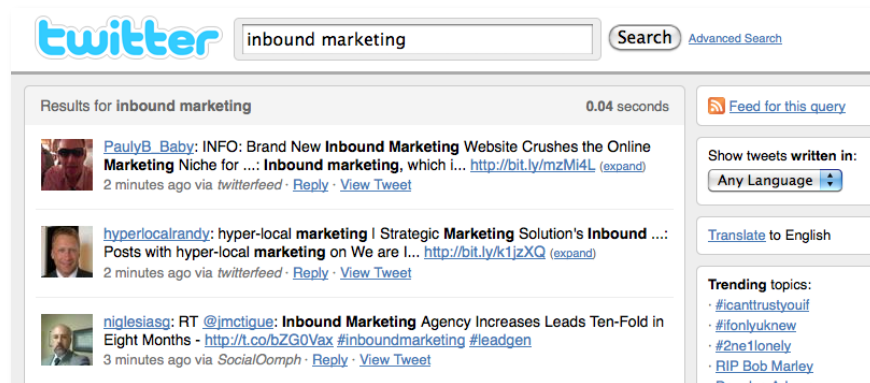 twitter
inbound marketing
Search
Advanced Search
Results for inbound marketing
0.04 seconds
PaulyB_Baby: INFO: Brand New Inbound Marketing Website Crushes the Online
Marketing Niche for ...: Inbound marketing, which i... http://bit.ly/mzMi4L (expand)
2 minutes ago via twitterfeed · Reply · View Tweet
hyperlocalrandy: hyper-local marketing | Strategic Marketing Solution's Inbound ...:
Posts with hyper-local marketing on We are I... http://bit.ly/k1jzXQ (expand)
2 minutes ago via twitterfeed · Reply · View Tweet
niglesiasg: RT @jmctigue: Inbound Marketing Agency Increases Leads Ten-Fold in
Eight Months - http://t.co/bZG0Vax #inboundmarketing #leadgen
3 minutes ago via SocialOomph · Reply · View Tweet
Feed for this query
Show tweets written in:
Any Language
Translate to English
Trending topics:
· #icanttrustyouif
· #ifonlyuknew
· #2ne1lonely
· RIP Bob Marley